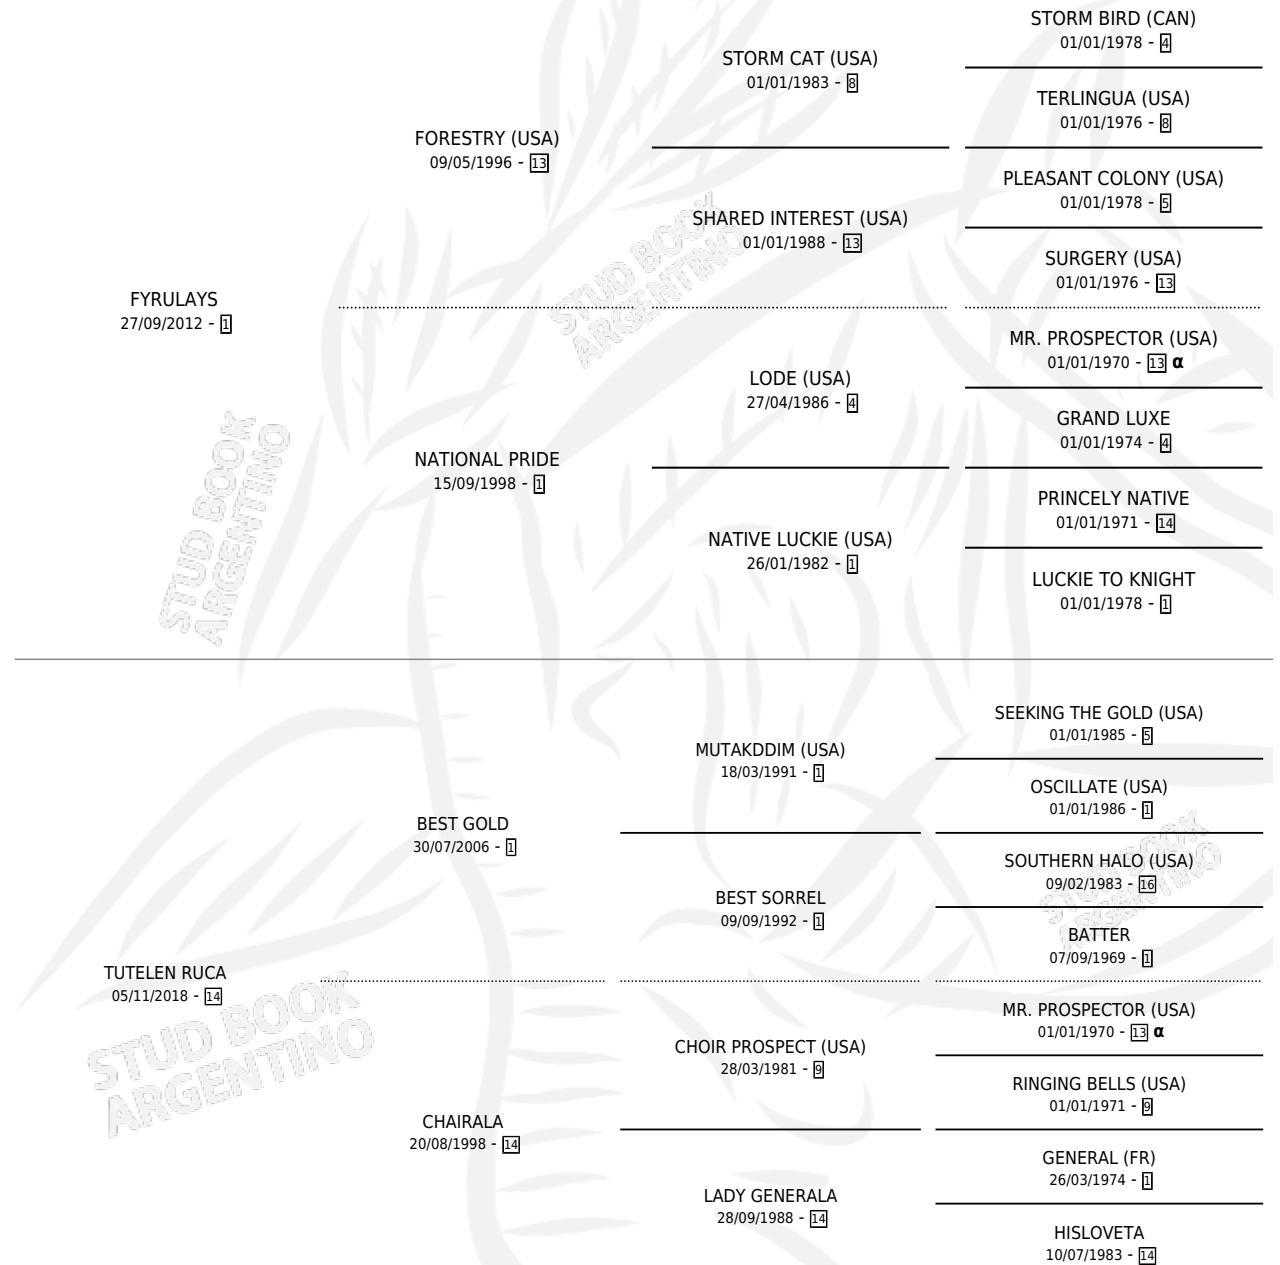 STORM BIRD (CAN)
01/01/1978 - 4
STORM CAT (USA)
01/01/1983 - 8
TERLINGUA (USA)
01/01/1976 - 8
FORESTRY (USA)
09/05/1996 - 13
PLEASANT COLONY (USA)
01/01/1978 - 5
SHARED INTEREST (USA)
01/01/1988 - 13
SURGERY (USA)
01/01/1976 - 13
FYRULAYS
27/09/2012 - 1
MR. PROSPECTOR (USA)
01/01/1970 - 13 α
LODE (USA)
27/04/1986 - 4
GRAND LUXE
01/01/1974 - 4
NATIONAL PRIDE
15/09/1998 - 1
PRINCELY NATIVE
01/01/1971 - 14
NATIVE LUCKIE (USA)
26/01/1982 - 1
LUCKIE TO KNIGHT
01/01/1978 - 1
SEEKING THE GOLD (USA)
01/01/1985 - 5
MUTAKDDIM (USA)
18/03/1991 - 1
OSCILLATE (USA)
01/01/1986 - 1
BEST GOLD
30/07/2006 - 1
SOUTHERN HALO (USA)
09/02/1983 - 16
BEST SORREL
09/09/1992 - 1
BATTER
07/09/1969 - 1
TUTELEN RUCA
05/11/2018 - 14
MR. PROSPECTOR (USA)
01/01/1970 - 13 α
CHOIR PROSPECT (USA)
28/03/1981 - 9
RINGING BELLS (USA)
01/01/1971 - 9
CHAIRALA
20/08/1998 - 14
GENERAL (FR)
26/03/1974 - 1
LADY GENERALA
28/09/1988 - 14
HISLOVETA
10/07/1983 - 14
STUD BOOK
ARGENTINO
STUD BOOK
ARGENTINO
STUD BOOK
ARGENTINO
STUD BOOK
ARGENTINO